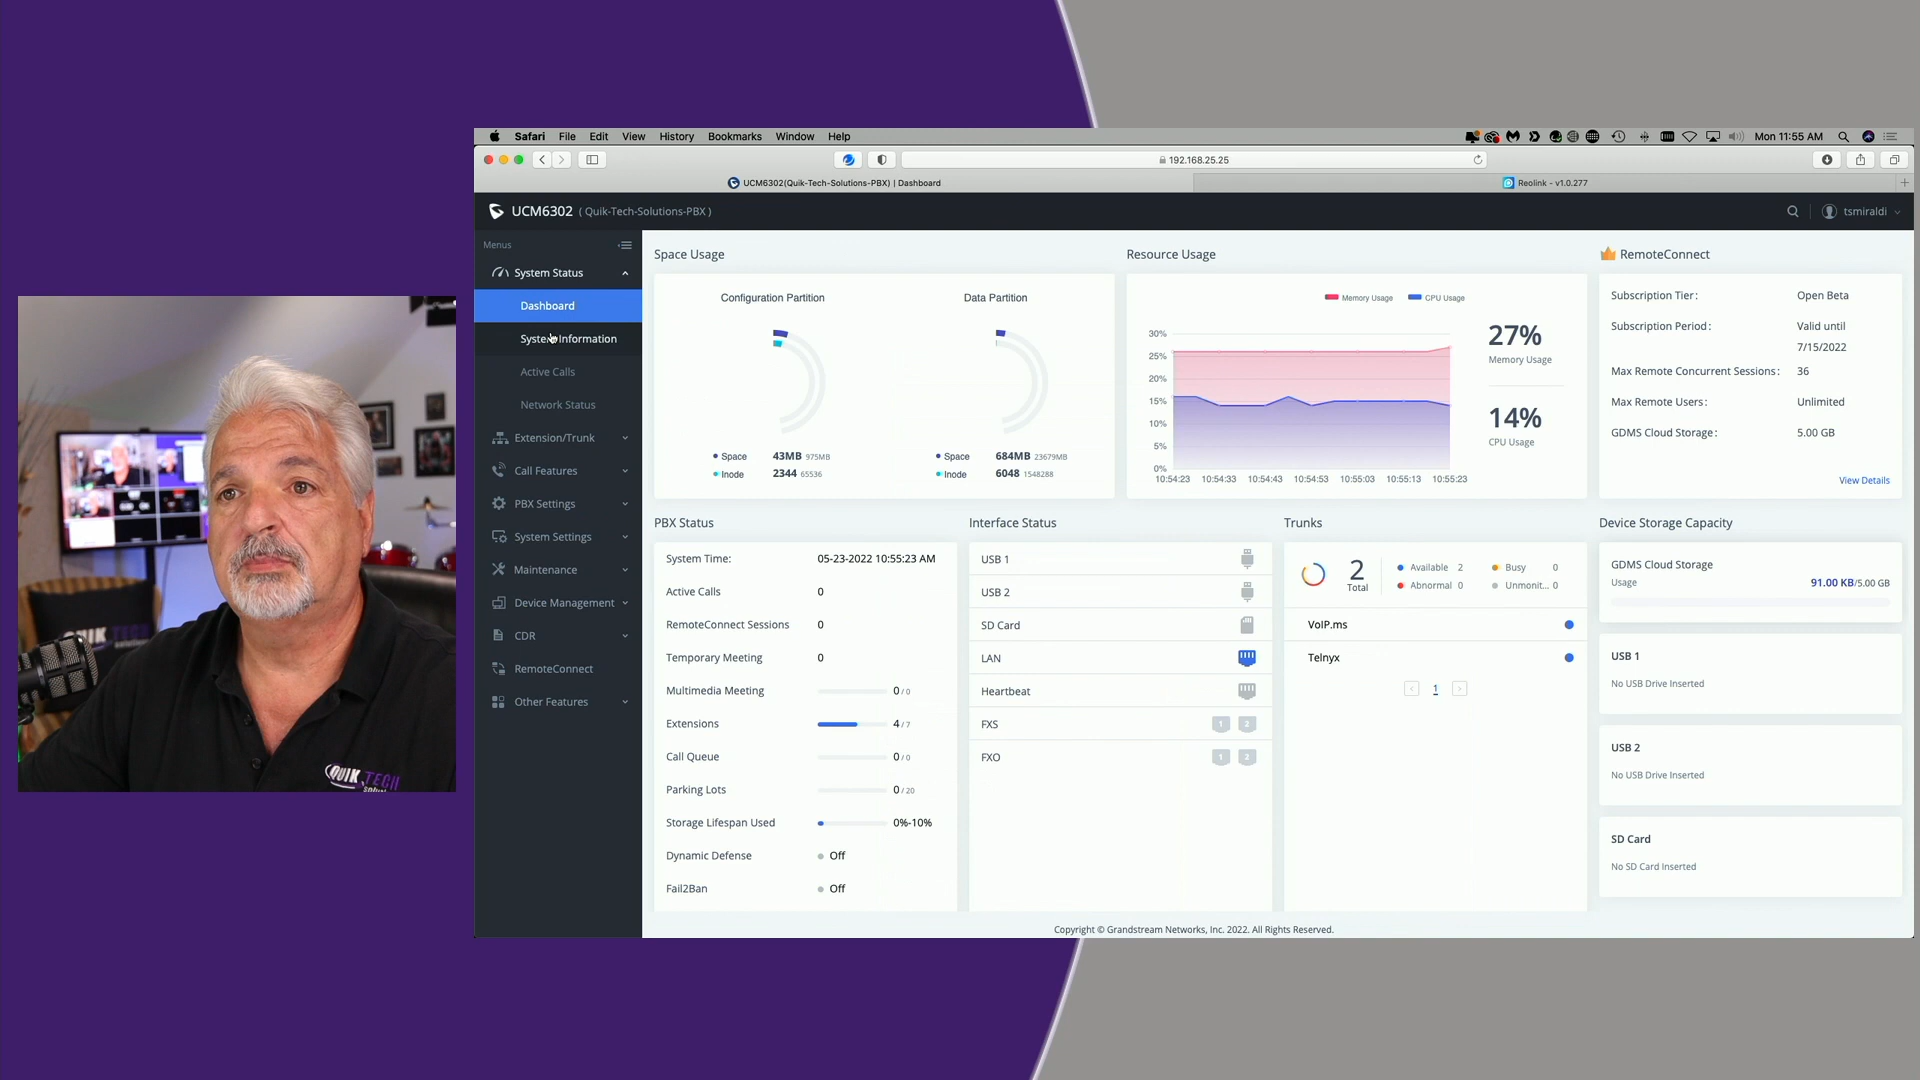 Safari File Edit View History Bookmarks Window Help
Mon 11:55 AM
192.168.25.25
UCM6302(Quik-Tech-Solutions-PBX) | Dashboard
Reolink - v1.0.277
UCM6302 ( Quik-Tech-Solutions-PBX )
tsmiraldi
Menus
System Status
Dashboard
System Information
Active Calls
Network Status
Extension/Trunk
Call Features
PBX Settings
System Settings
Maintenance
Device Management
CDR
RemoteConnect
Other Features
Space Usage
Configuration Partition
Space 43MB 975MB
Inode 2344 65536
Data Partition
Space 684MB 23679MB
Inode 6048 1548288
Resource Usage
Memory Usage CPU Usage
30%
25%
20%
15%
10%
5%
0%
10:54:23 10:54:33 10:54:43 10:54:53 10:55:03 10:55:13 10:55:23
27%
Memory Usage
14%
CPU Usage
RemoteConnect
Subscription Tier: Open Beta
Subscription Period: Valid until
7/15/2022
Max Remote Concurrent Sessions: 36
Max Remote Users: Unlimited
GDMS Cloud Storage: 5.00 GB
View Details
PBX Status
System Time: 05-23-2022 10:55:23 AM
Active Calls 0
RemoteConnect Sessions 0
Temporary Meeting 0
Multimedia Meeting 0 / 0
Extensions 4 / 7
Call Queue 0 / 0
Parking Lots 0 / 20
Storage Lifespan Used 0%-10%
Dynamic Defense Off
Fail2Ban Off
Interface Status
USB 1
USB 2
SD Card
LAN
Heartbeat
FXS 1 2
FXO 1 2
Trunks
2
Total
Available 2 Busy 0
Abnormal 0 Unmonit... 0
VoIP.ms
Telnyx
< 1 >
Device Storage Capacity
GDMS Cloud Storage
Usage 91.00 KB/5.00 GB
USB 1
No USB Drive Inserted
USB 2
No USB Drive Inserted
SD Card
No SD Card Inserted
Copyright © Grandstream Networks, Inc. 2022. All Rights Reserved.
QUIK TECH